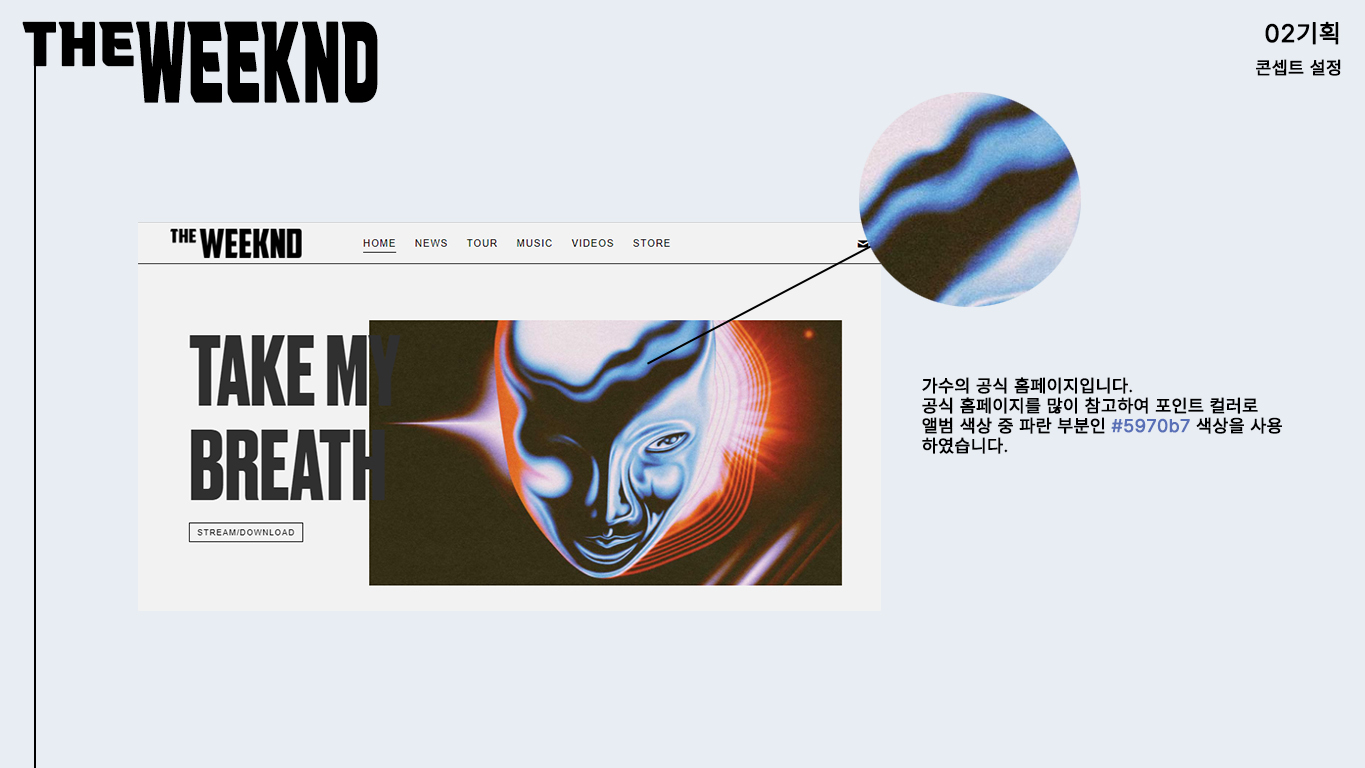 THE WEEKND
02기획
콘셉트 설정
THE WEEKND
HOME NEWS TOUR MUSIC VIDEOS STORE
TAKE MY
BREATH
STREAM/DOWNLOAD
가수의 공식 홈페이지입니다.
공식 홈페이지를 많이 참고하여 포인트 컬러로
앨범 색상 중 파란 부분인 #5970b7 색상을 사용
하였습니다.